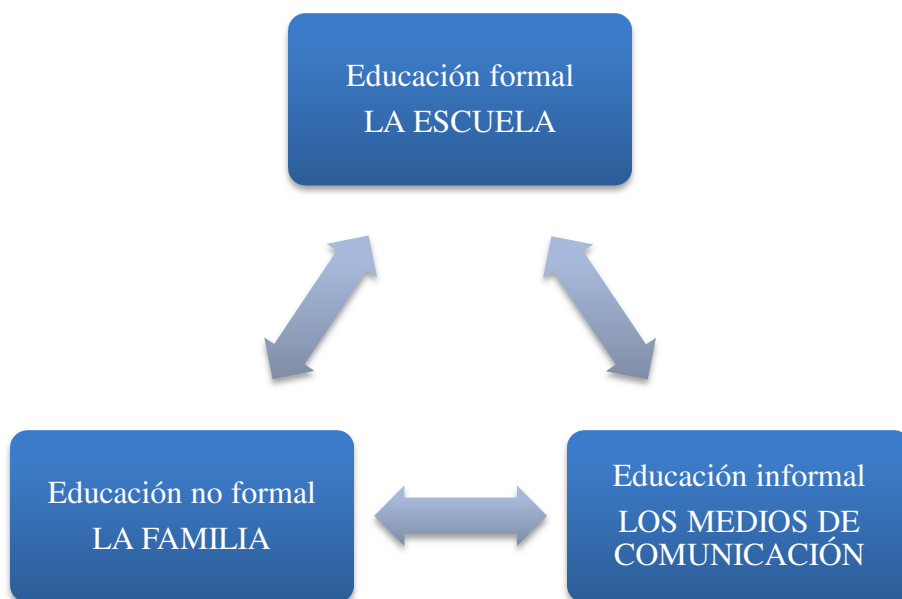 Educación formal
LA ESCUELA
Educación no formal
LA FAMILIA
Educación informal
LOS MEDIOS DE
COMUNICACIÓN